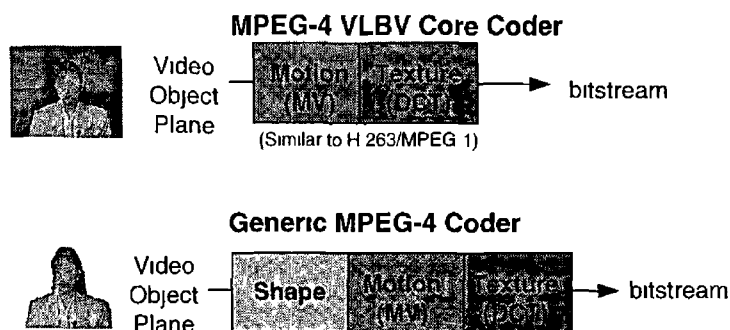 MPEG-4 VLBV Core Coder
Video
Object
Plane
Motion
(MV)
Texture
(DCT)
bitstream
(Similar to H 263/MPEG 1)
Generic MPEG-4 Coder
Video
Object
Plane
Shape
Motion
(MV)
Texture
(DCT)
bitstream